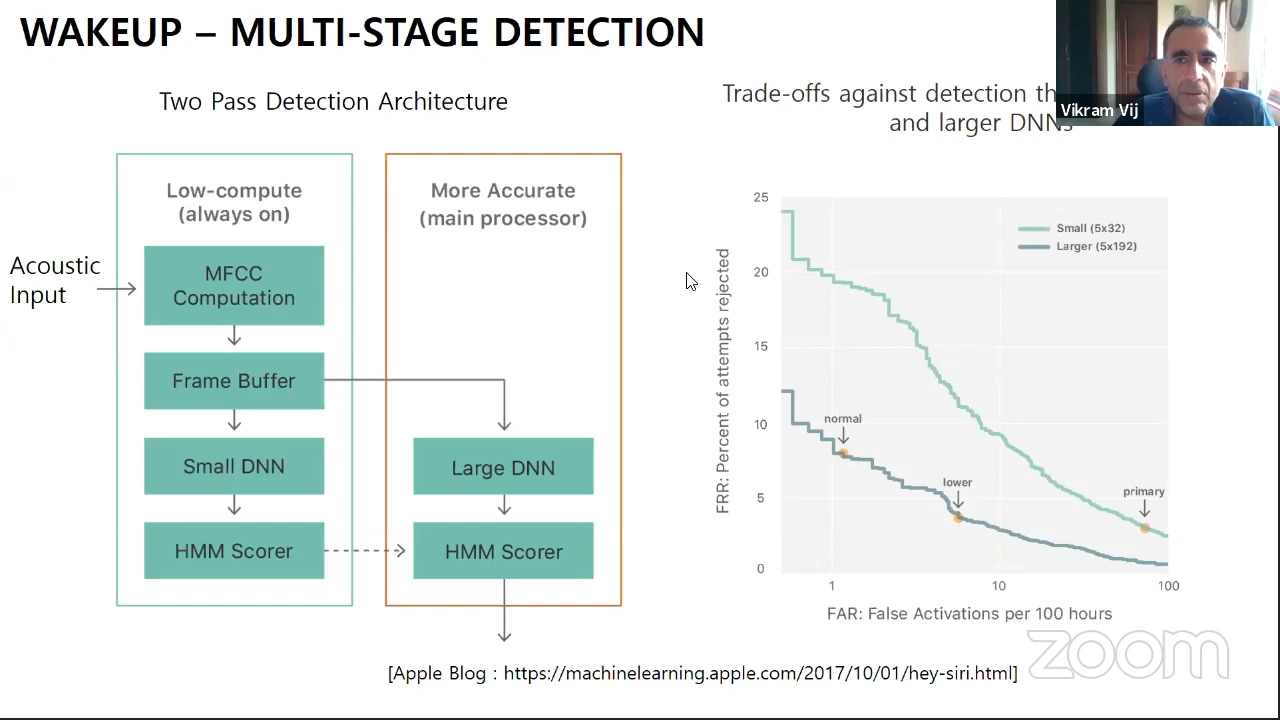 WAKEUP – MULTI-STAGE DETECTION
Two Pass Detection Architecture
Low-compute
(always on)
More Accurate
(main processor)
Acoustic
Input
MFCC
Computation
Frame Buffer
Small DNN
Large DNN
HMM Scorer
HMM Scorer
Trade-offs against detection
and larger DNNs
Vikram Vij
25
20
15
10
5
0
FRR: Percent of attempts rejected
Small (5x32)
Larger (5x192)
normal
lower
primary
1
10
100
FAR: False Activations per 100 hours
[Apple Blog : https://machinelearning.apple.com/2017/10/01/hey-siri.html]
zoom